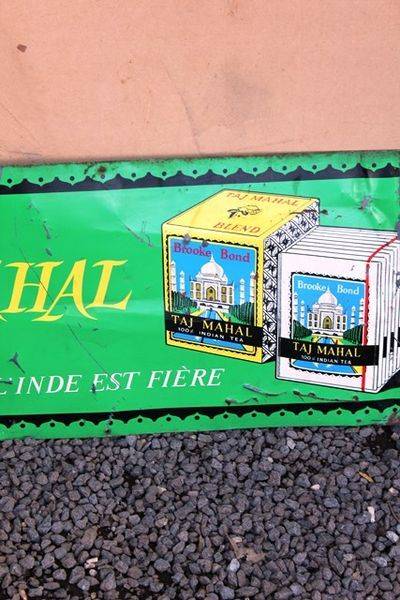 HAL
L'INDE EST FIÈRE
TAJ MAHAL
BLEND
Brooke Bond
TAJ MAHAL
100% INDIAN TEA
Brooke Bond
TAJ MAHAL
100% INDIAN TEA